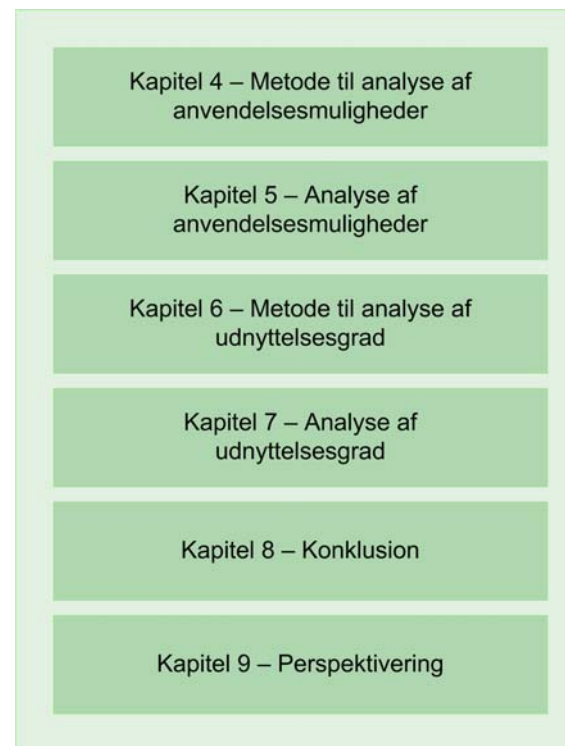 Kapitel 4 – Metode til analyse af
anvendelsesmuligheder
Kapitel 5 – Analyse af
anvendelsesmuligheder
Kapitel 6 – Metode til analyse af
udnyttelsesgrad
Kapitel 7 – Analyse af
udnyttelsesgrad
Kapitel 8 – Konklusion
Kapitel 9 – Perspektivering